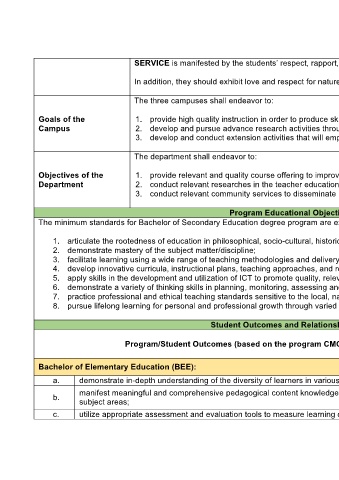 SERVICE is manifested by the students' respect, rapport,
In addition, they should exhibit love and respect for nature
Goals of the
Campus
The three campuses shall endeavor to:
1. provide high quality instruction in order to produce sk
2. develop and pursue advance research activities throu
3. develop and conduct extension activities that will emp
Objectives of the
Department
The department shall endeavor to:
1. provide relevant and quality course offering to improv
2. conduct relevant researches in the teacher education
3. conduct relevant community services to disseminate
Program Educational Objecti
The minimum standards for Bachelor of Secondary Education degree program are e
1. articulate the rootedness of education in philosophical, socio-cultural, historic
2. demonstrate mastery of the subject matter/discipline;
3. facilitate learning using a wide range of teaching methodologies and delivery
4. develop innovative curricula, instructional plans, teaching approaches, and r
5. apply skills in the development and utilization of ICT to promote quality, relev
6. demonstrate a variety of thinking skills in planning, monitoring, assessing an
7. practice professional and ethical teaching standards sensitive to the local, na
8. pursue lifelong learning for personal and professional growth through varied
Student Outcomes and Relations
Program/Student Outcomes (based on the program CMO
Bachelor of Elementary Education (BEE):
a. demonstrate in-depth understanding of the diversity of learners in various
b. manifest meaningful and comprehensive pedagogical content knowledge
subject areas;
c. utilize appropriate assessment and evaluation tools to measure learning